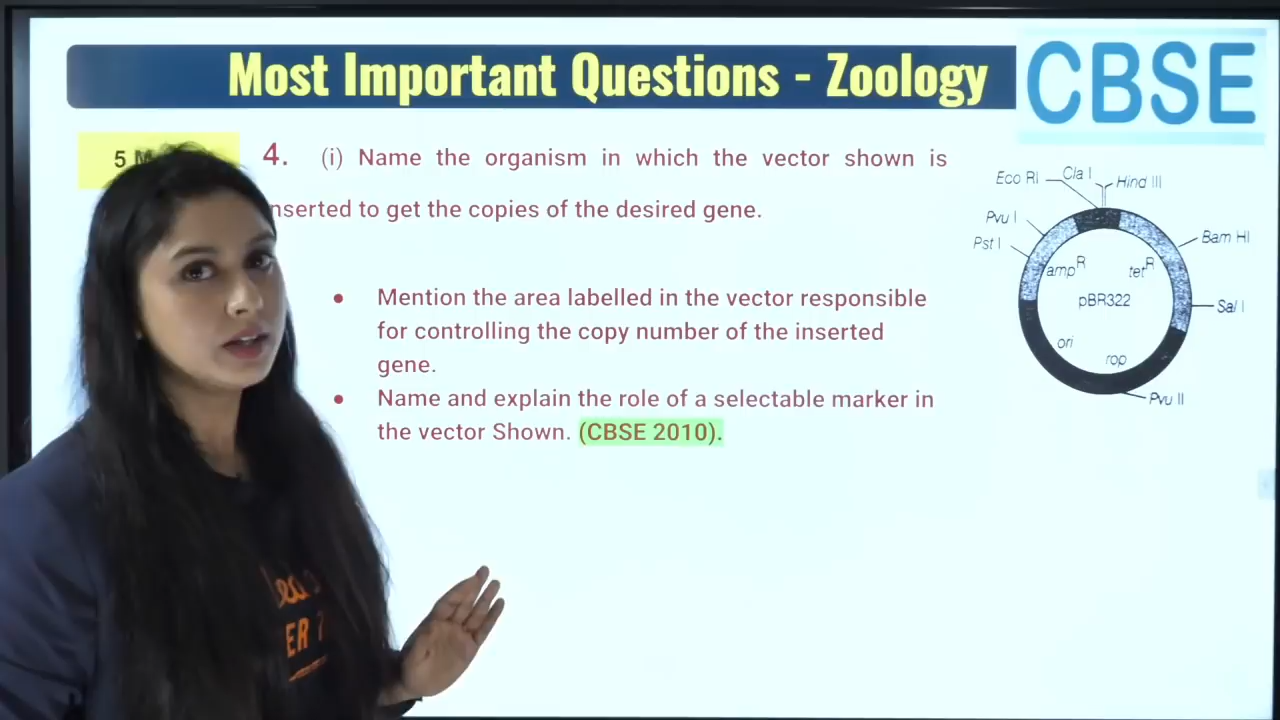 Most Important Questions - Zoology
CBSE
5
4. (i) Name the organism in which the vector shown is
nserted to get the copies of the desired gene.
• Mention the area labelled in the vector responsible
for controlling the copy number of the inserted
gene.
• Name and explain the role of a selectable marker in
the vector Shown. (CBSE 2010).
Eco RI
Cla I
Hind III
Pvu I
Pst I
Bam HI
amp R
tet R
pBR322
Sal I
ori
rop
Pvu II
ER